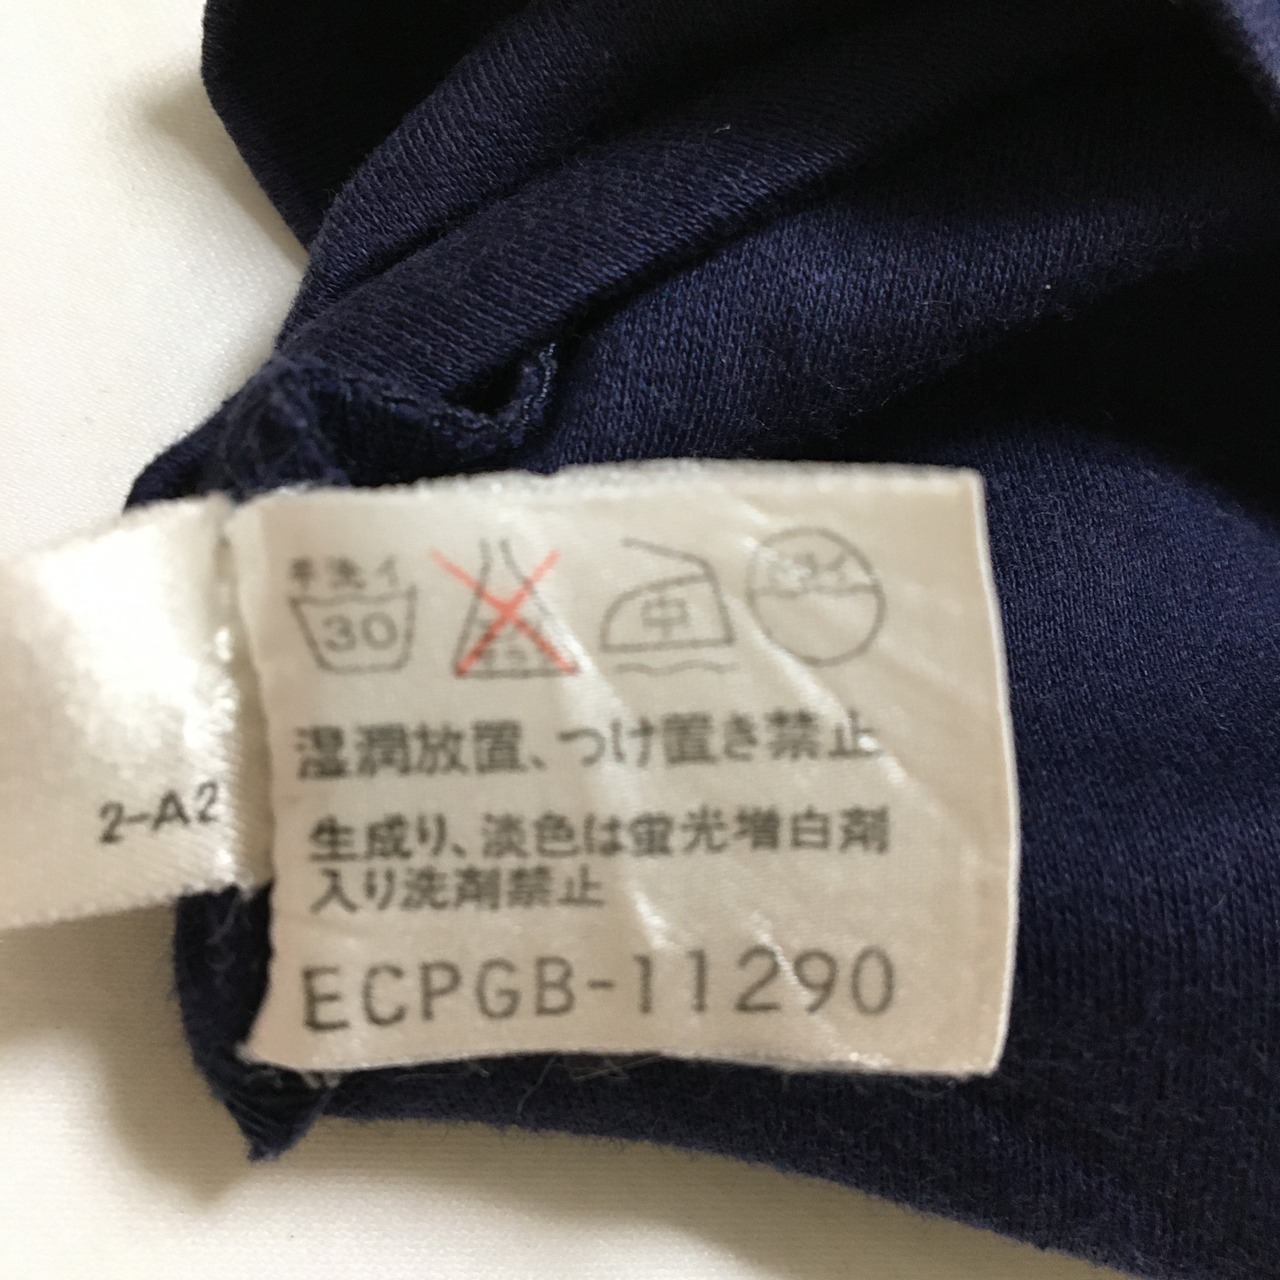 手洗イ
30
中
ドライ
湿潤放置、つけ置き禁止
生成り、淡色は蛍光増白剤
入り洗剤禁止
ECPGB-11290
2-A2